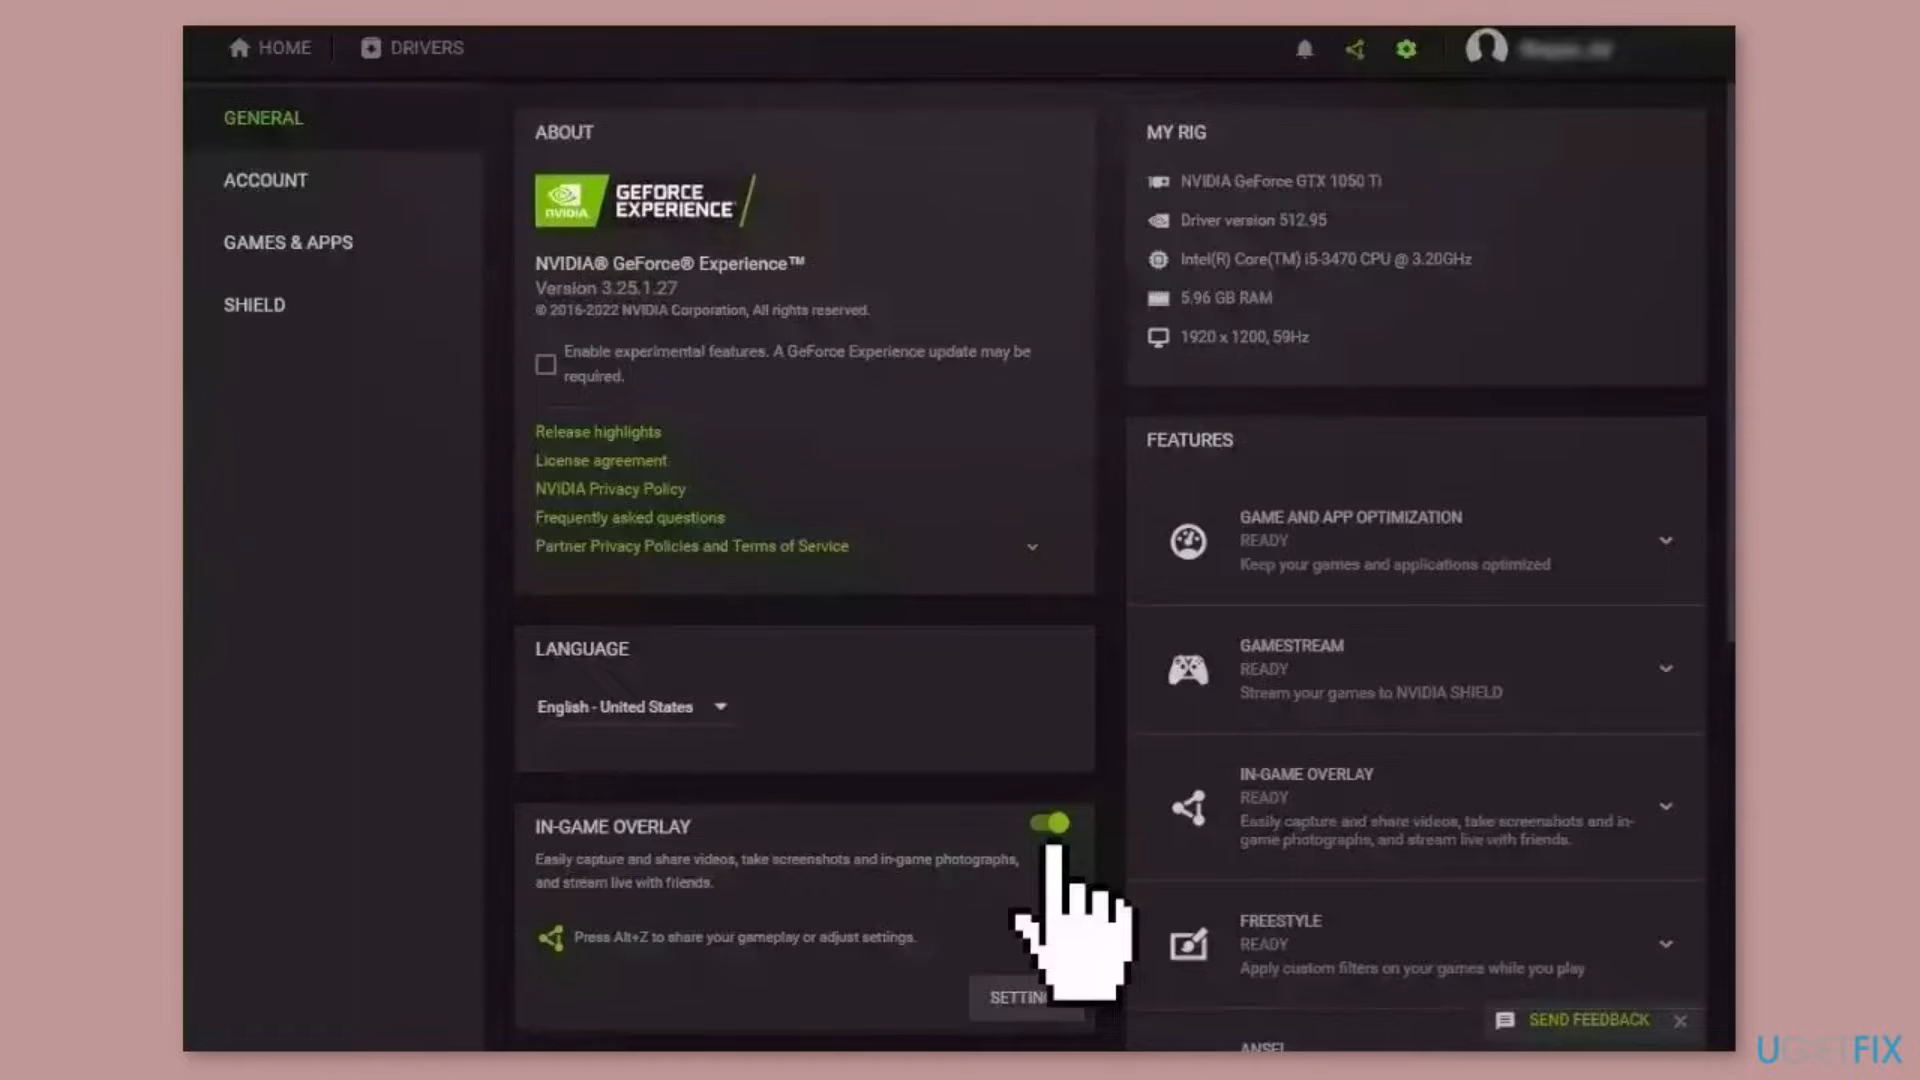 HOME
DRIVERS
GENERAL
ACCOUNT
GAMES & APPS
SHIELD
ABOUT
NVIDIA
GEFORCE
EXPERIENCE
NVIDIA® GeForce® Experience™
Version 3.25.1.27
© 2016-2022 NVIDIA Corporation, All rights reserved.
Enable experimental features. A GeForce Experience update may be
required.
Release highlights
License agreement
NVIDIA Privacy Policy
Frequently asked questions
Partner Privacy Policies and Terms of Service
LANGUAGE
English - United States
IN-GAME OVERLAY
Easily capture and share videos, take screenshots and in-game photographs,
and stream live with friends.
Press Alt+Z to share your gameplay or adjust settings.
SETTIN
MY RIG
NVIDIA GeForce GTX 1050 Ti
Driver version 512.95
Intel(R) Core(TM) i5-3470 CPU @ 3.20GHz
5.96 GB RAM
1920 x 1200, 59Hz
FEATURES
GAME AND APP OPTIMIZATION
READY
Keep your games and applications optimized
GAMESTREAM
READY
Stream your games to NVIDIA SHIELD
IN-GAME OVERLAY
READY
Easily capture and share videos, take screenshots and in-
game photographs, and stream live with friends.
FREESTYLE
READY
Apply custom filters on your games while you play
ANSEL
SEND FEEDBACK
UGETFIX